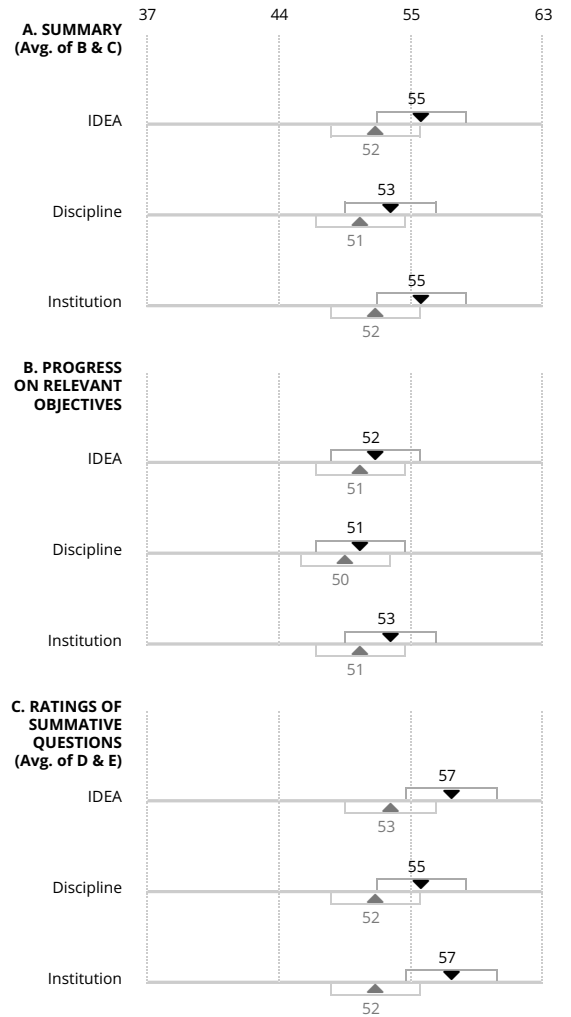 37 44 55 63
A. SUMMARY
(Avg. of B & C)
55
IDEA
52
53
Discipline
51
55
Institution
52
B. PROGRESS
ON RELEVANT
OBJECTIVES
52
IDEA
51
51
Discipline
50
53
Institution
51
C. RATINGS OF
SUMMATIVE
QUESTIONS
(Avg. of D & E)
57
IDEA
53
55
Discipline
52
57
Institution
52